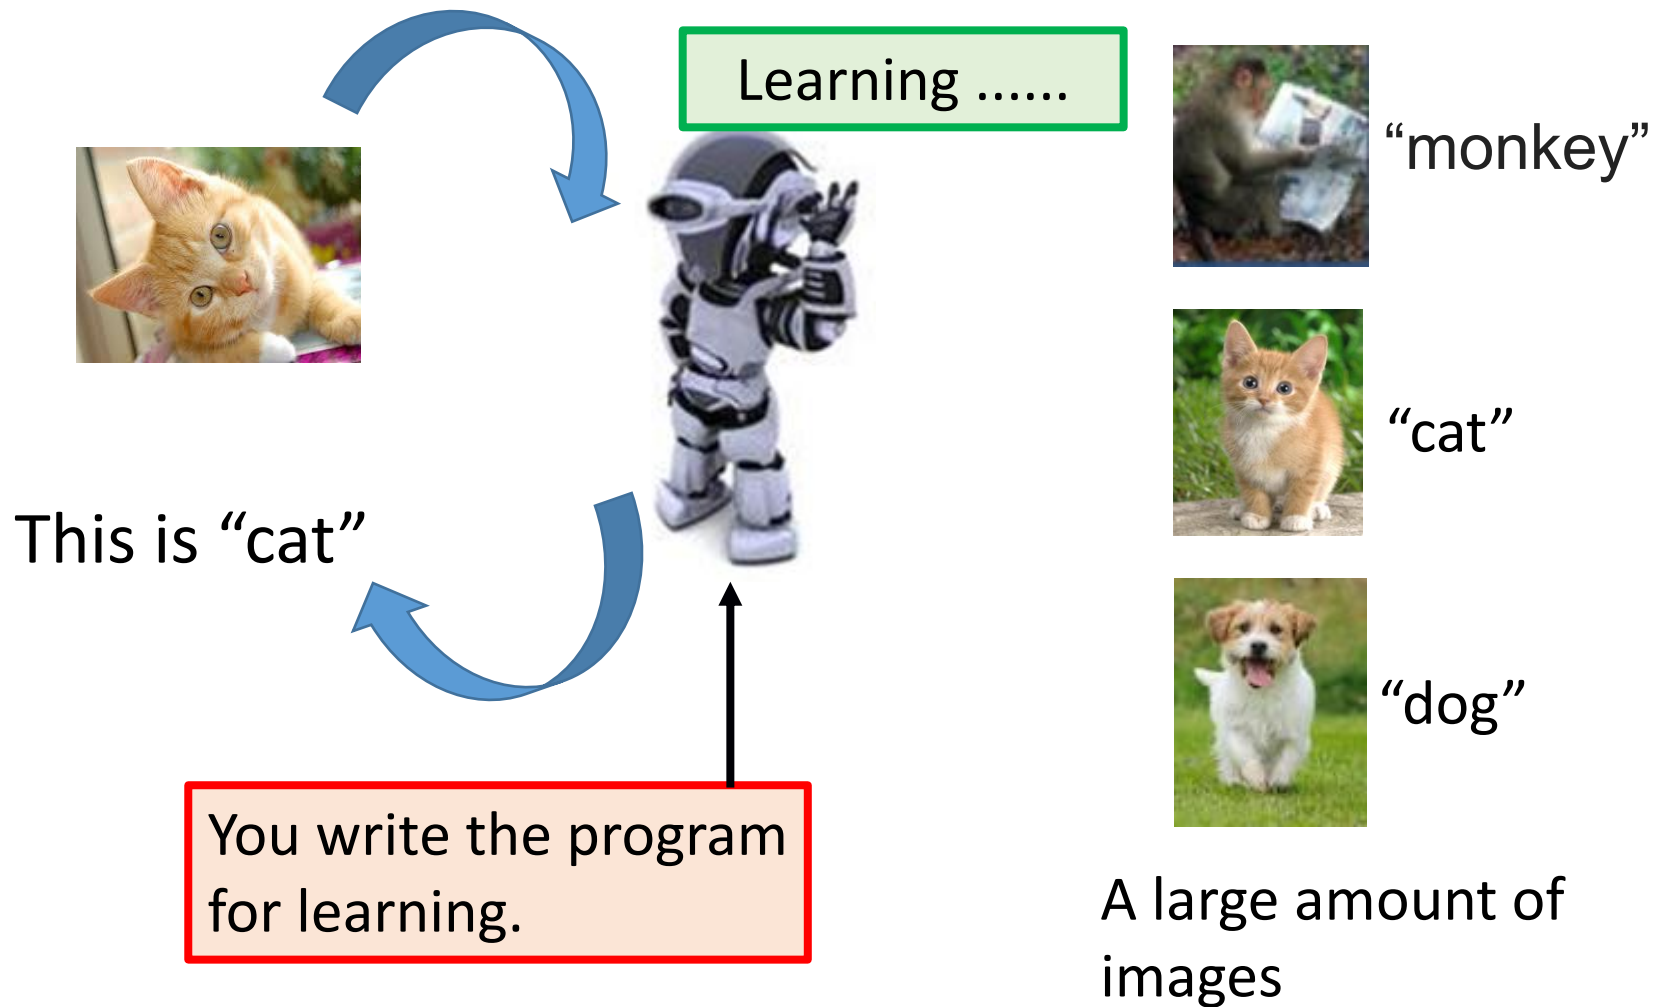 Learning ......
“monkey”
“cat”
This is “cat”
“dog”
You write the program
for learning.
A large amount of
images